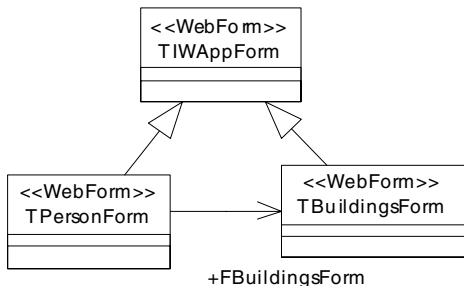 <<WebForm>>
TIWAppForm
<<WebForm>>
TPersonForm
<<WebForm>>
TBuildingsForm
+FBuildingsForm